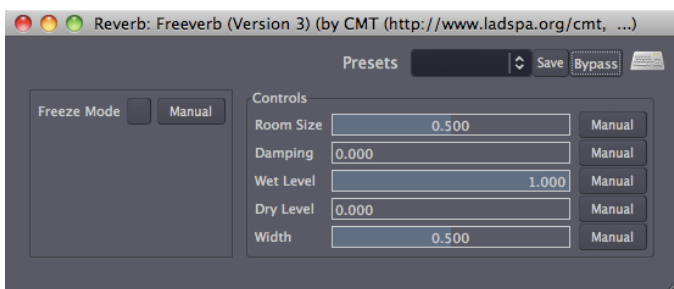 Reverb: Freeverb (Version 3) (by CMT (http://www.ladspa.org/cmt, ...)
Presets Save Bypass
Freeze Mode Manual
Controls
Room Size 0.500 Manual
Damping 0.000 Manual
Wet Level 1.000 Manual
Dry Level 0.000 Manual
Width 0.500 Manual